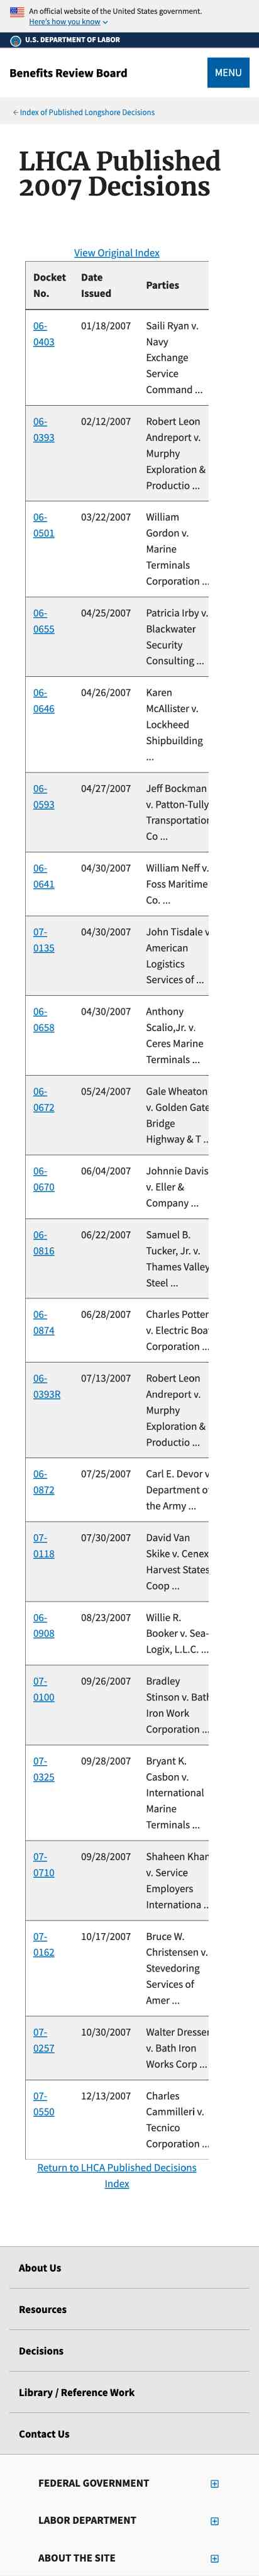 An official website of the United States government.
Here's how you know
U.S. DEPARTMENT OF LABOR
Benefits Review Board
MENU
Index of Published Longshore Decisions
LHCA Published
2007 Decisions
View Original Index
Docket No. Date Issued Parties
06-0403 01/18/2007 Saili Ryan v. Navy Exchange Service Command ...
06-0393 02/12/2007 Robert Leon Andreport v. Murphy Exploration & Productio ...
06-0501 03/22/2007 William Gordon v. Marine Terminals Corporation ...
06-0655 04/25/2007 Patricia Irby v. Blackwater Security Consulting ...
06-0646 04/26/2007 Karen McAllister v. Lockheed Shipbuilding ...
06-0593 04/27/2007 Jeff Bockman v. Patton-Tully Transportation Co ...
06-0641 04/30/2007 William Neff v. Foss Maritime Co. ...
07-0135 04/30/2007 John Tisdale v American Logistics Services of ...
06-0658 04/30/2007 Anthony Scalio,Jr. v. Ceres Marine Terminals ...
06-0672 05/24/2007 Gale Wheaton v. Golden Gate Bridge Highway & T ..
06-0670 06/04/2007 Johnnie Davis v. Eller & Company ...
06-0816 06/22/2007 Samuel B. Tucker, Jr. v. Thames Valley Steel ...
06-0874 06/28/2007 Charles Potter v. Electric Boat Corporation ...
06-0393R 07/13/2007 Robert Leon Andreport v. Murphy Exploration & Productio ...
06-0872 07/25/2007 Carl E. Devor v Department of the Army ...
07-0118 07/30/2007 David Van Skike v. Cenex Harvest States Coop ...
06-0908 08/23/2007 Willie R. Booker v. Sea-Logix, L.L.C. ...
07-0100 09/26/2007 Bradley Stinson v. Bath Iron Work Corporation ...
07-0325 09/28/2007 Bryant K. Casbon v. International Marine Terminals ...
07-0710 09/28/2007 Shaheen Khan v. Service Employers Internationa ..
07-0162 10/17/2007 Bruce W. Christensen v. Stevedoring Services of Amer ...
07-0257 10/30/2007 Walter Dresser v. Bath Iron Works Corp ...
07-0550 12/13/2007 Charles Cammilleri v. Tecnico Corporation ...
Return to LHCA Published Decisions
Index
About Us
Resources
Decisions
Library / Reference Work
Contact Us
FEDERAL GOVERNMENT
LABOR DEPARTMENT
ABOUT THE SITE